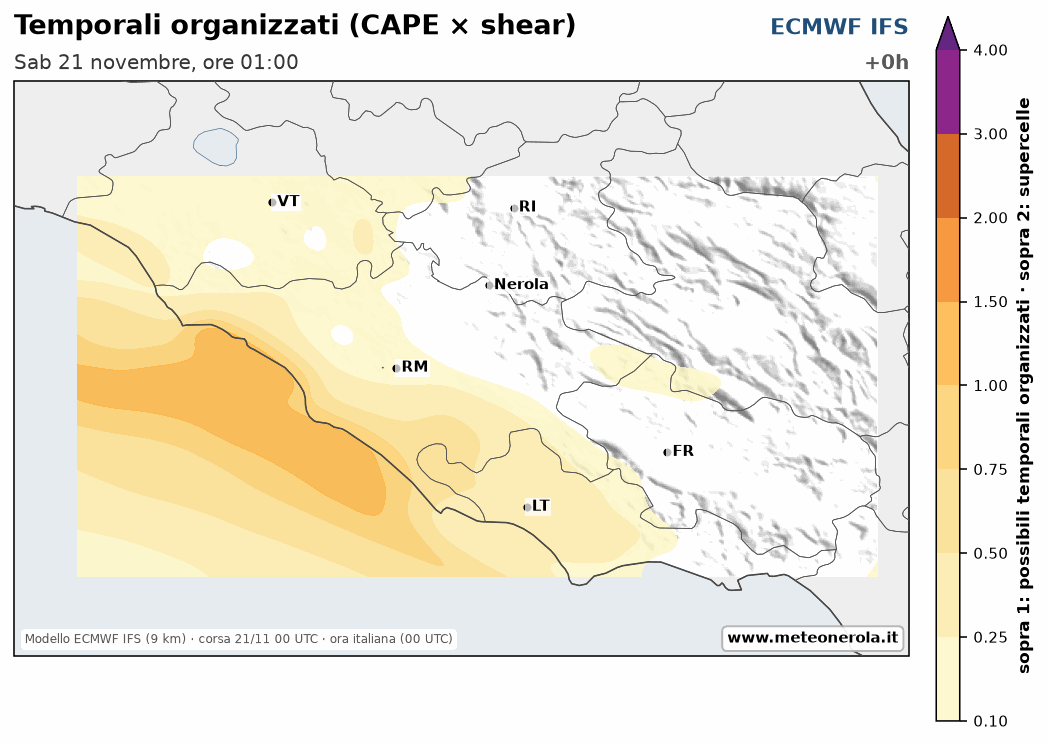 Temporali organizzati (CAPE × shear)
ECMWF IFS
Sab 21 novembre, ore 01:00
+0h
VT
RI
Nerola
RM
FR
LT
Modello ECMWF IFS (9 km) · corsa 21/11 00 UTC · ora italiana (00 UTC)
www.meteonerola.it
4.00
3.00
2.00
1.50
1.00
0.75
0.50
0.25
0.10
sopra 1: possibili temporali organizzati · sopra 2: supercelle